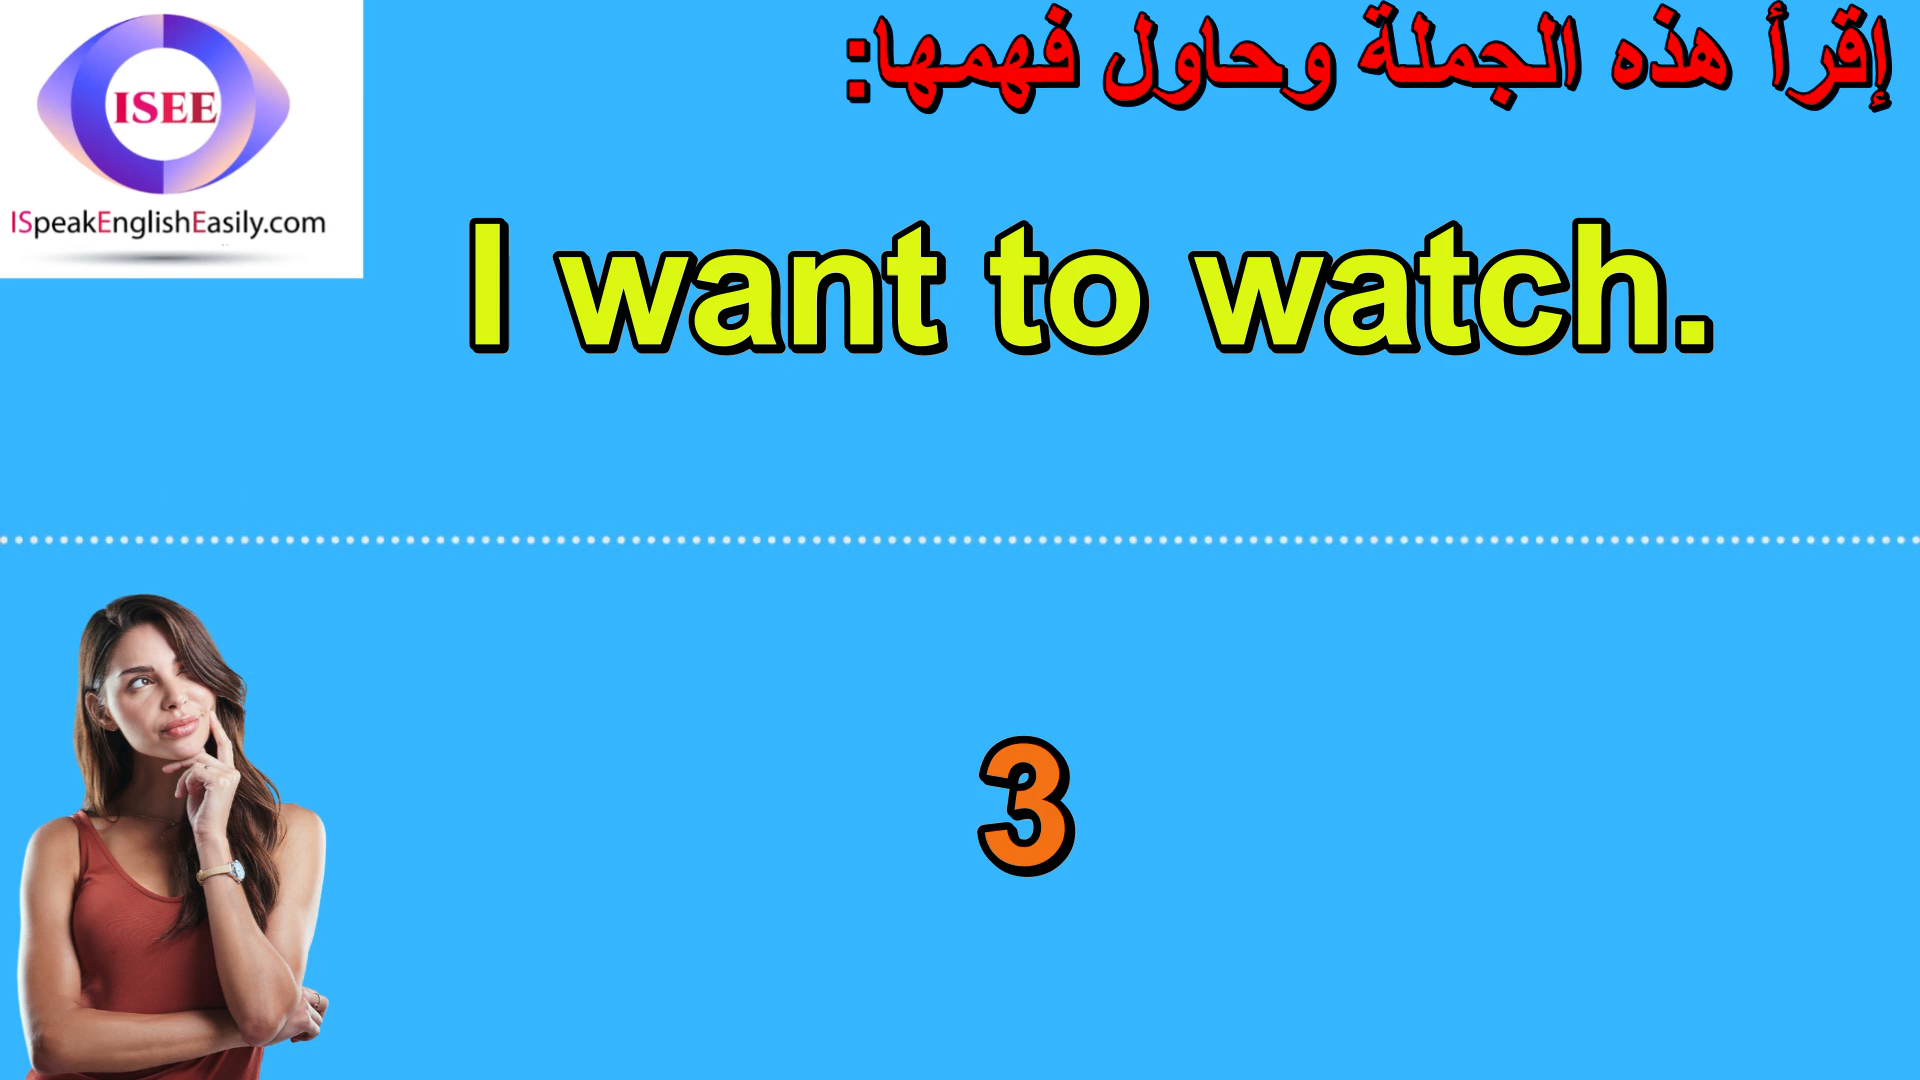 ISEE
ISpeakEnglishEasily.com
إقرأ هذه الجملة وحاول فهمها:
I want to watch.
3